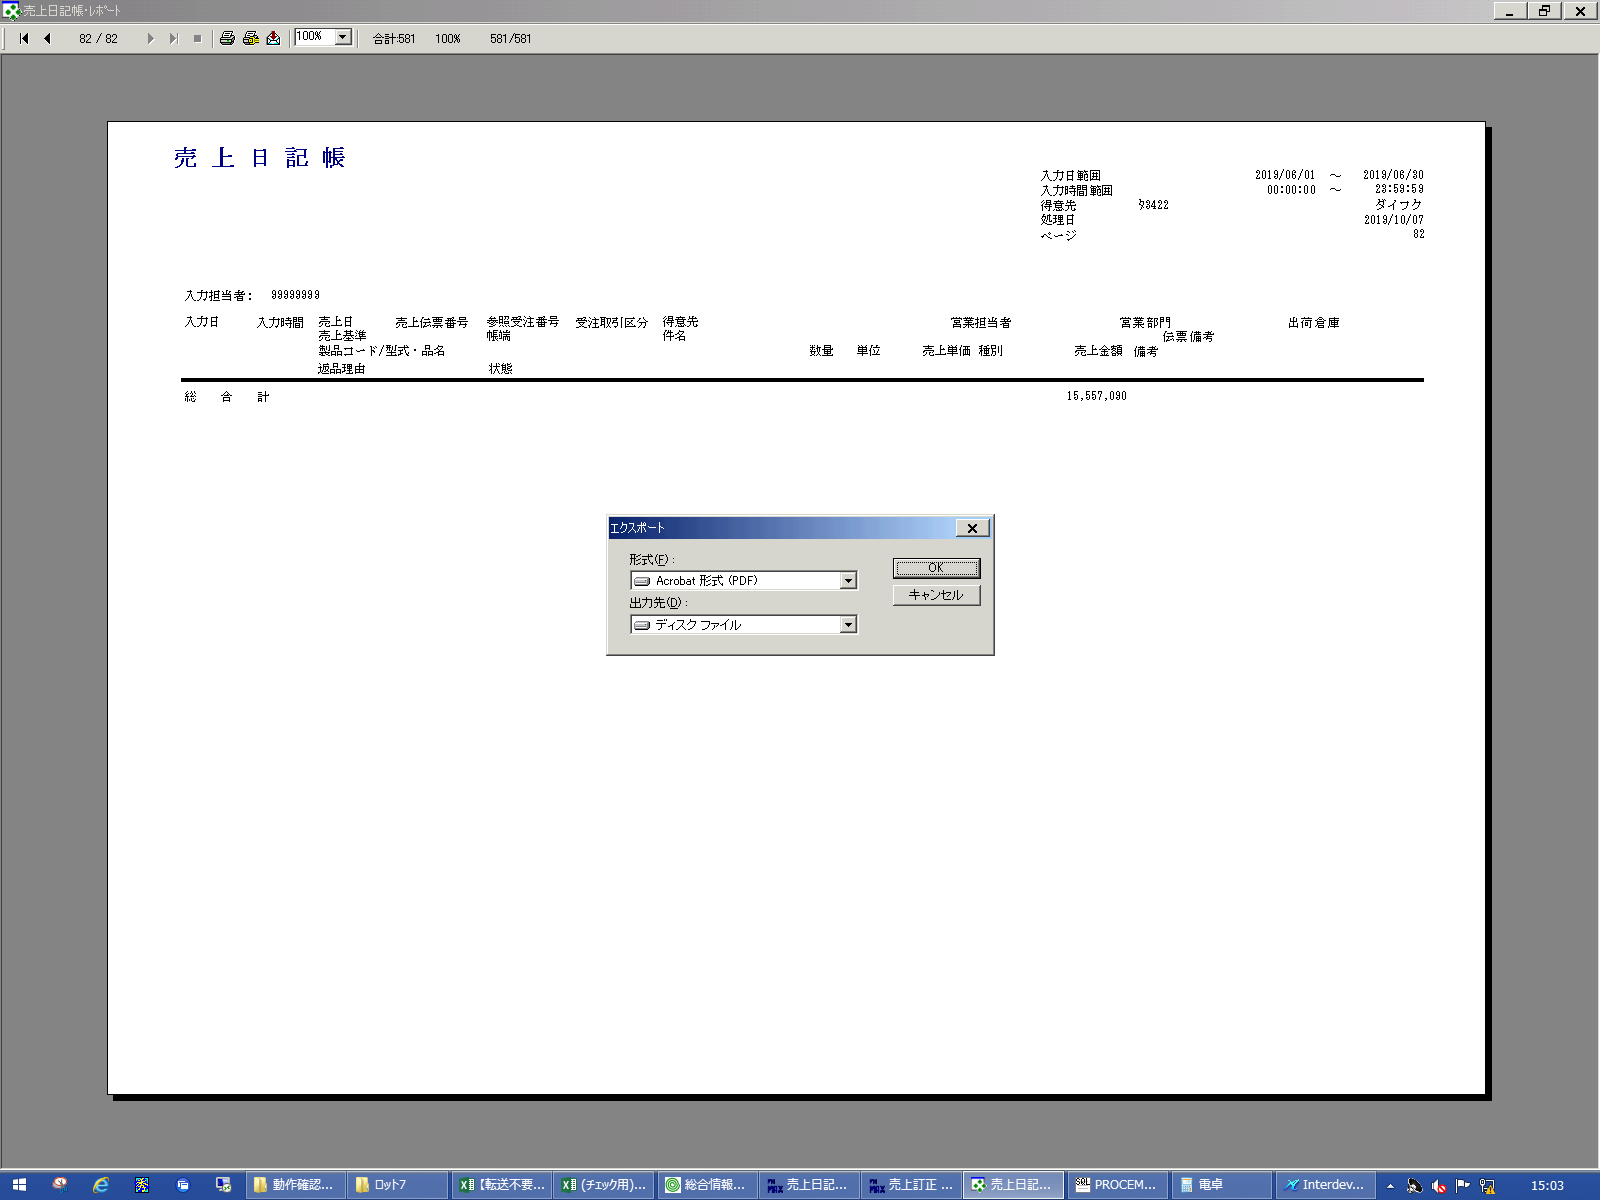 売上日記帳・レポート
82 / 82
100%
合計:581
100%
581/581
売上日記帳
入力日範囲 2019/06/01 ～ 2019/06/30
入力時間範囲 00:00:00 ～ 23:59:59
得意先 ﾀ3422 ダイフク
処理日 2019/10/07
ページ 82
入力担当者： 99999999
入力日 入力時間 売上日 売上伝票番号 参照受注番号 受注取引区分 得意先 営業担当者 営業部門 出荷倉庫
売上基準 帳端 件名 伝票備考
製品コード/型式・品名 数量 単位 売上単価 種別 売上金額 備考
返品理由 状態
総合計 15,557,090
エクスポート
形式(F)：
Acrobat 形式 (PDF)
OK
出力先(D)：
キャンセル
ディスク ファイル
動作確認...
ロット7
【転送不要...
(チェック用)...
総合情報...
売上日記...
売上訂正 ...
売上日記...
PROCEM...
電卓
Interdev...
15:03